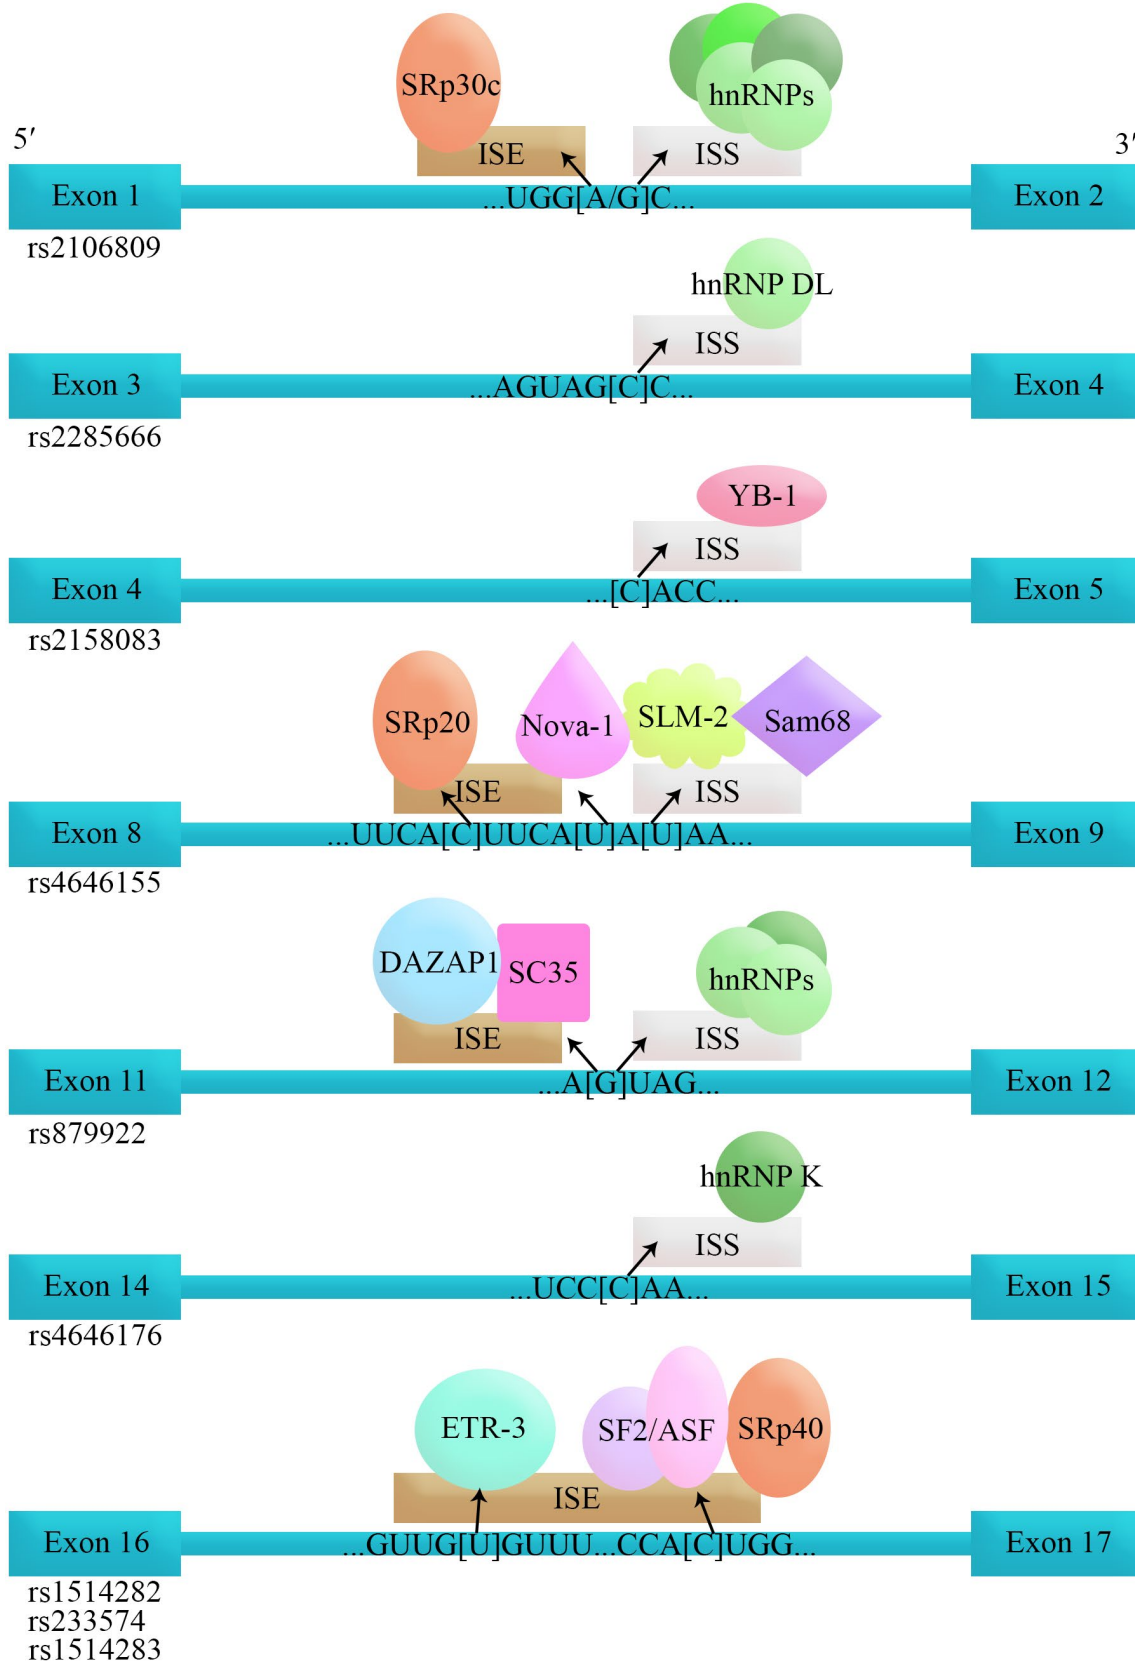 SRp30c
hnRNPs
5′
3′
ISE
ISS
Exon 1
...UGG[A/G]C...
Exon 2
rs2106809
hnRNP DL
ISS
Exon 3
...AGUAG[C]C...
Exon 4
rs2285666
YB-1
ISS
Exon 4
...[C]ACC...
Exon 5
rs2158083
SRp20
Nova-1
SLM-2
Sam68
ISE
ISS
Exon 8
...UUCA[C]UUCA[U]A[U]AA...
Exon 9
rs4646155
DAZAP1
SC35
hnRNPs
ISE
ISS
Exon 11
...A[G]UAG...
Exon 12
rs879922
hnRNP K
ISS
Exon 14
...UCC[C]AA...
Exon 15
rs4646176
ETR-3
SF2/ASF
SRp40
ISE
Exon 16
...GUUG[U]GUUU...CCA[C]UGG...
Exon 17
rs1514282
rs233574
rs1514283